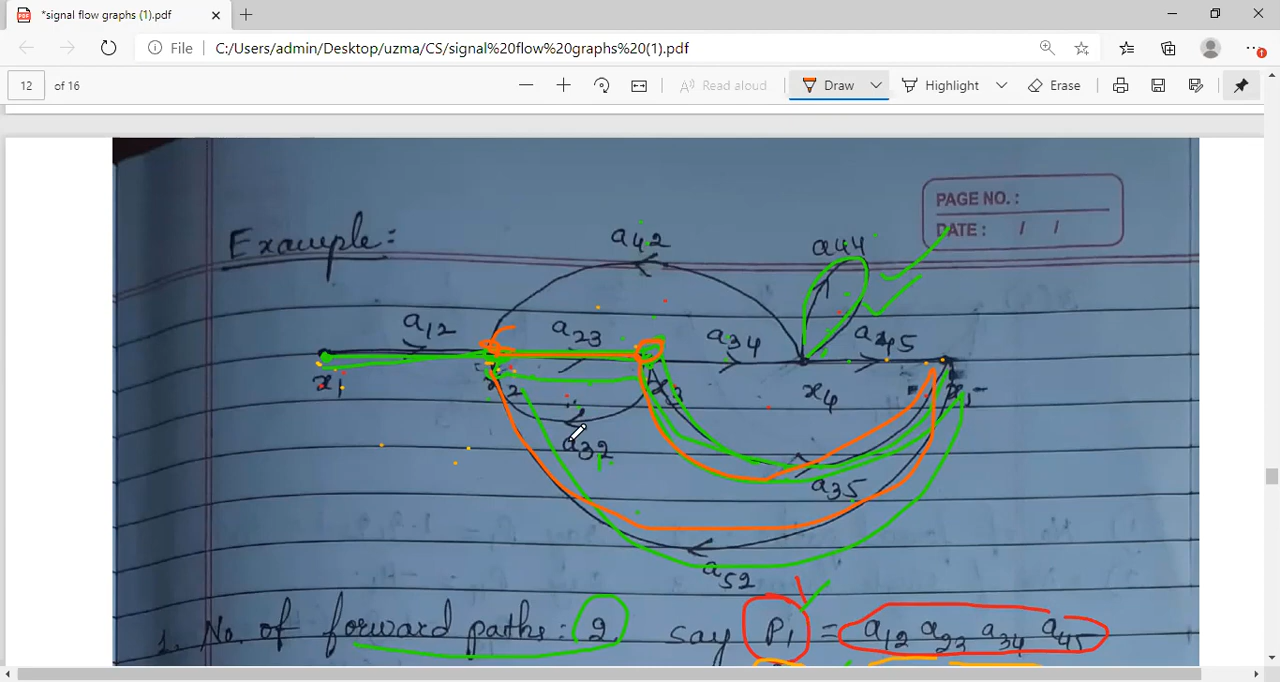 *signal flow graphs (1).pdf
File C:/Users/admin/Desktop/uzma/CS/signal%20flow%20graphs%20(1).pdf
12 of 16
Read aloud Draw Highlight Erase
PAGE NO. :
DATE : / /
Example:
a42 a44
a12 a23 a34 a45
x1 x2 x3 x4 x5
a32
a35
a52
1. No. of forward paths: 2 say P1 = a12 a23 a34 a45